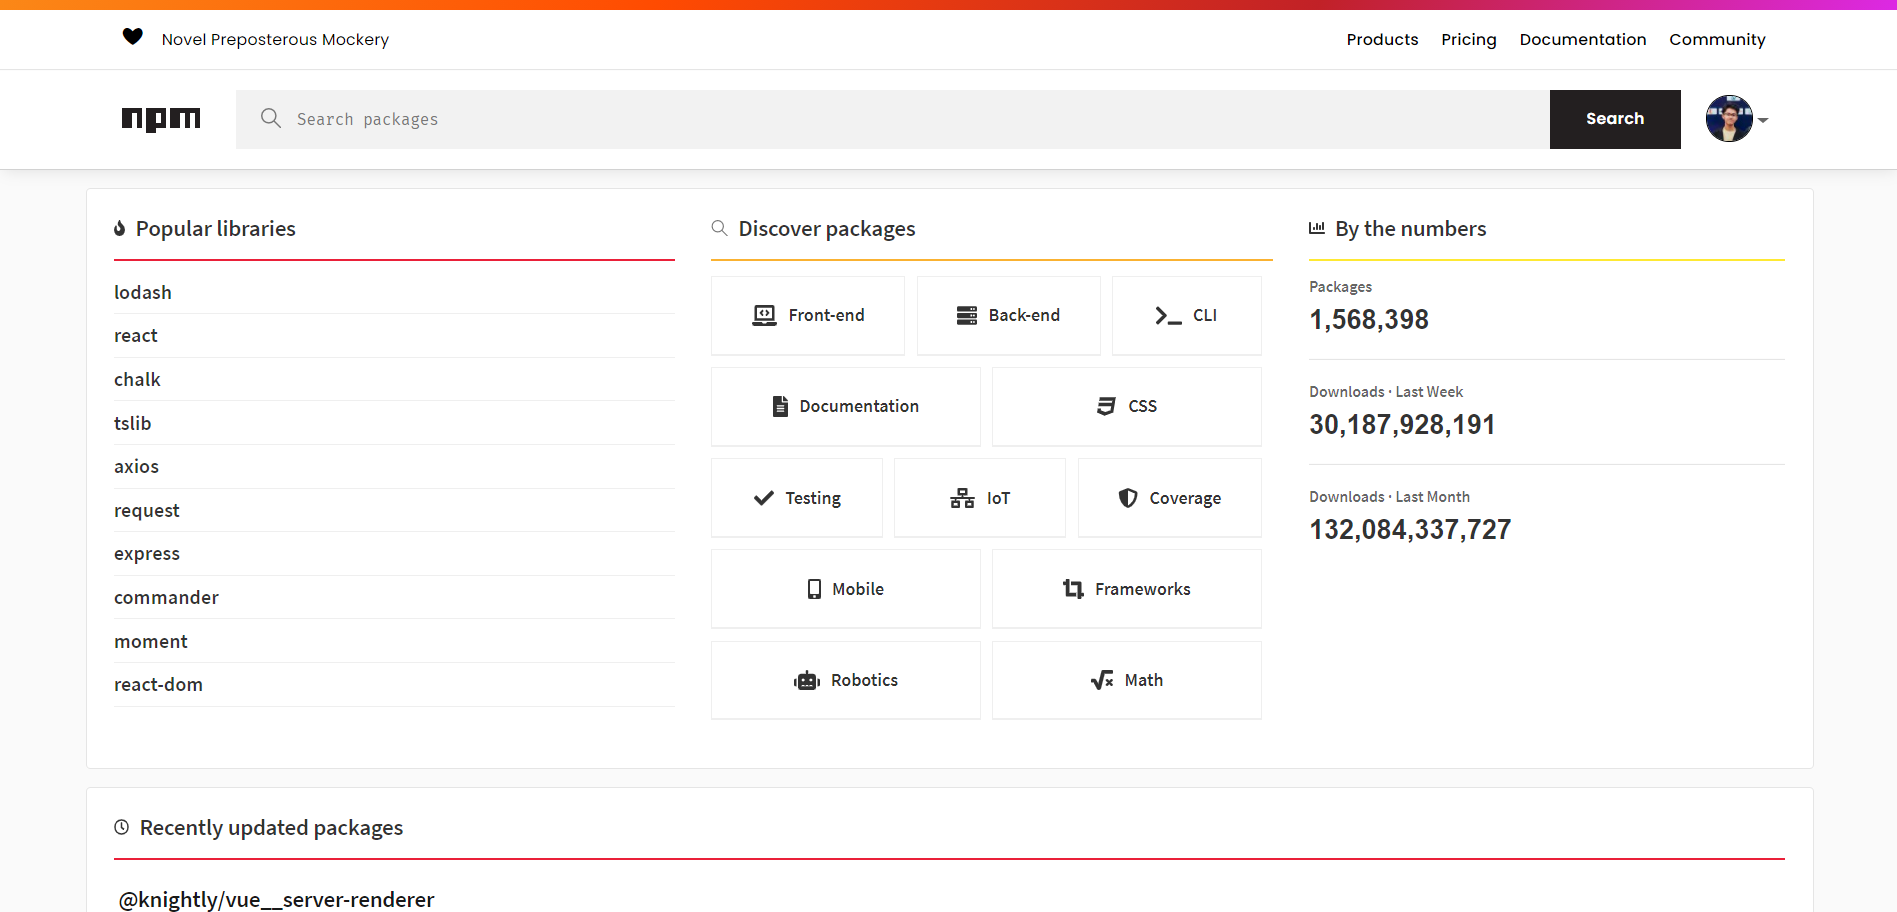 Novel Preposterous Mockery
Products Pricing Documentation Community
npm
Search packages
Search
Popular libraries
lodash
react
chalk
tslib
axios
request
express
commander
moment
react-dom
Discover packages
Front-end
Back-end
CLI
Documentation
CSS
Testing
IoT
Coverage
Mobile
Frameworks
Robotics
Math
By the numbers
Packages
1,568,398
Downloads · Last Week
30,187,928,191
Downloads · Last Month
132,084,337,727
Recently updated packages
@knightly/vue__server-renderer